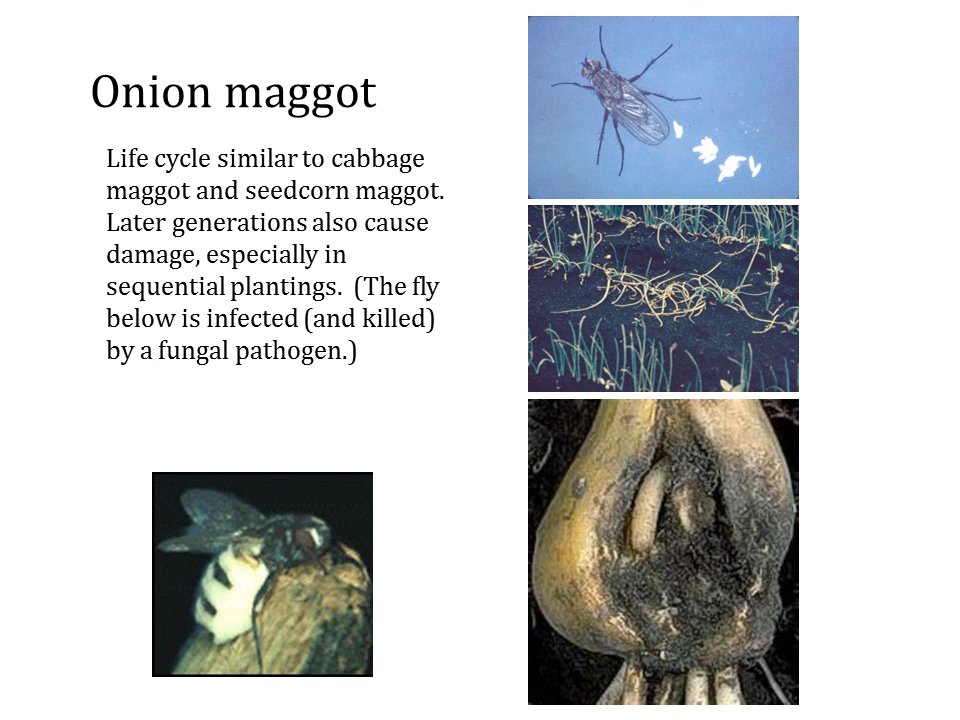 Onion maggot
Life cycle similar to cabbage
maggot and seedcorn maggot.
Later generations also cause
damage, especially in
sequential plantings.  (The fly
below is infected (and killed)
by a fungal pathogen.)